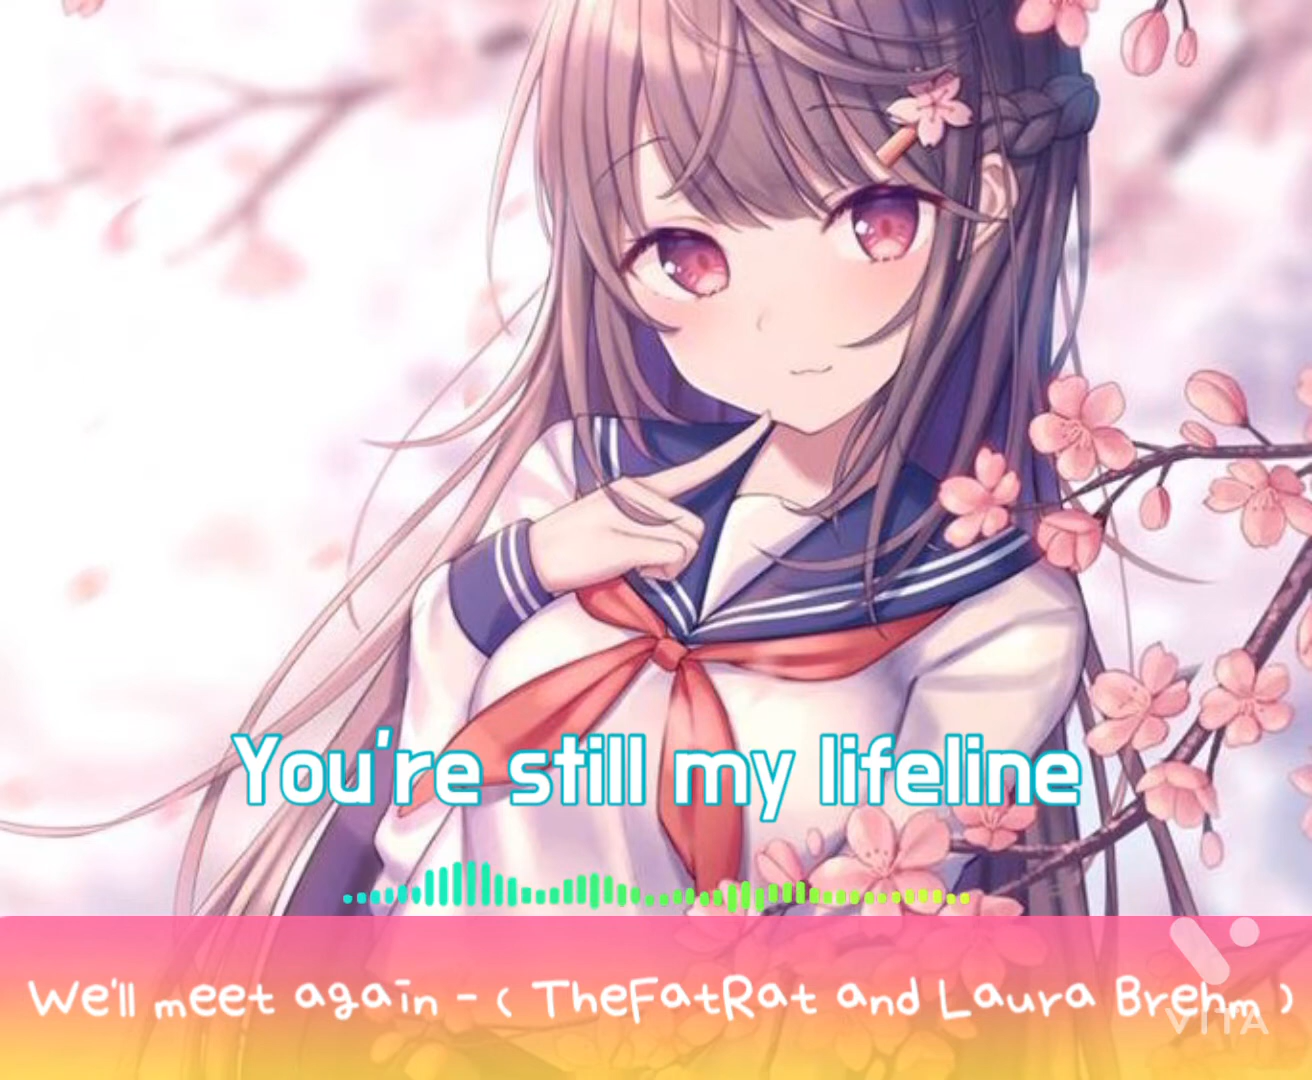 You're still my lifeline
We'll meet again - ( TheFatRat and Laura Brehm )
VITA